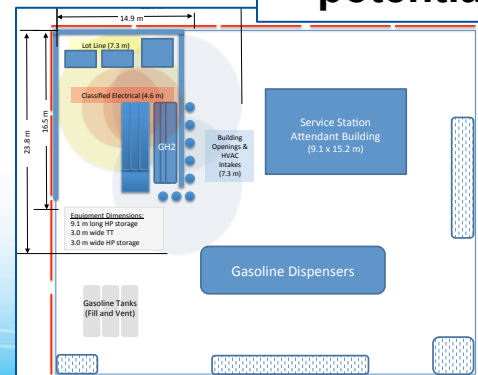 potentia
14.9 m
Lot Line (7.3 m)
Classified Electrical (4.6 m)
23.8 m
16.5 m
GH2
Building
Openings &
HVAC
Intakes
(7.3 m)
Service Station
Attendant Building
(9.1 x 15.2 m)
Equipment Dimensions:
9.1 m long HP storage
3.0 m wide TT
3.0 m wide HP storage
Gasoline Dispensers
Gasoline Tanks
(Fill and Vent)